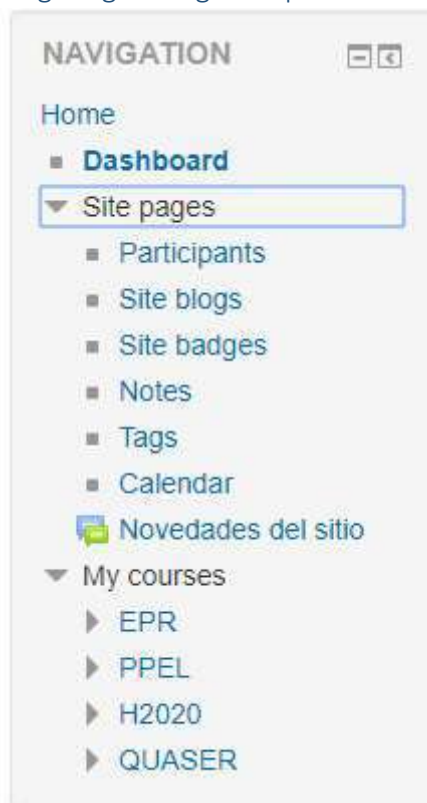 NAVIGATION
Home
Dashboard
Site pages
Participants
Site blogs
Site badges
Notes
Tags
Calendar
Novedades del sitio
My courses
EPR
PPEL
H2020
QUASER